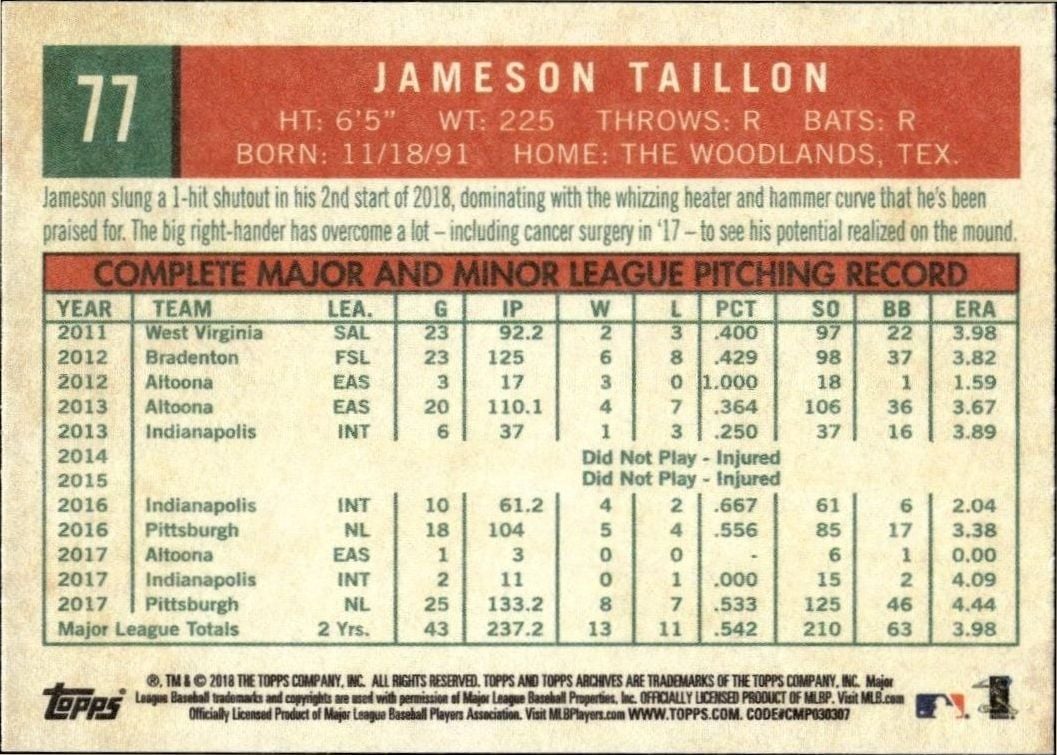 77
JAMESON TAILLON
HT: 6'5" WT: 225 THROWS: R BATS: R
BORN: 11/18/91 HOME: THE WOODLANDS, TEX.
Jameson slung a 1-hit shutout in his 2nd start of 2018, dominating with the whizzing heater and hammer curve that he's been
praised for. The big right-hander has overcome a lot – including cancer surgery in '17 – to see his potential realized on the mound.
COMPLETE MAJOR AND MINOR LEAGUE PITCHING RECORD
YEAR TEAM LEA. G IP W L PCT SO BB ERA
2011 West Virginia SAL 23 92.2 2 3 .400 97 22 3.98
2012 Bradenton FSL 23 125 6 8 .429 98 37 3.82
2012 Altoona EAS 3 17 3 0 1.000 18 1 1.59
2013 Altoona EAS 20 110.1 4 7 .364 106 36 3.67
2013 Indianapolis INT 6 37 1 3 .250 37 16 3.89
2014 Did Not Play - Injured
2015 Did Not Play - Injured
2016 Indianapolis INT 10 61.2 4 2 .667 61 6 2.04
2016 Pittsburgh NL 18 104 5 4 .556 85 17 3.38
2017 Altoona EAS 1 3 0 0 - 6 1 0.00
2017 Indianapolis INT 2 11 0 1 .000 15 2 4.09
2017 Pittsburgh NL 25 133.2 8 7 .533 125 46 4.44
Major League Totals 2 Yrs. 43 237.2 13 11 .542 210 63 3.98
®, TM & © 2018 THE TOPPS COMPANY, INC. ALL RIGHTS RESERVED. TOPPS AND TOPPS ARCHIVES ARE TRADEMARKS OF THE TOPPS COMPANY, INC. Major
League Baseball trademarks and copyrights are used with permission of Major League Baseball Properties, Inc. OFFICIALLY LICENSED PRODUCT OF MLBP. Visit MLB.com
Officially Licensed Product of Major League Baseball Players Association. Visit MLBPlayers.com WWW.TOPPS.COM. CODE#CMP030307
topps